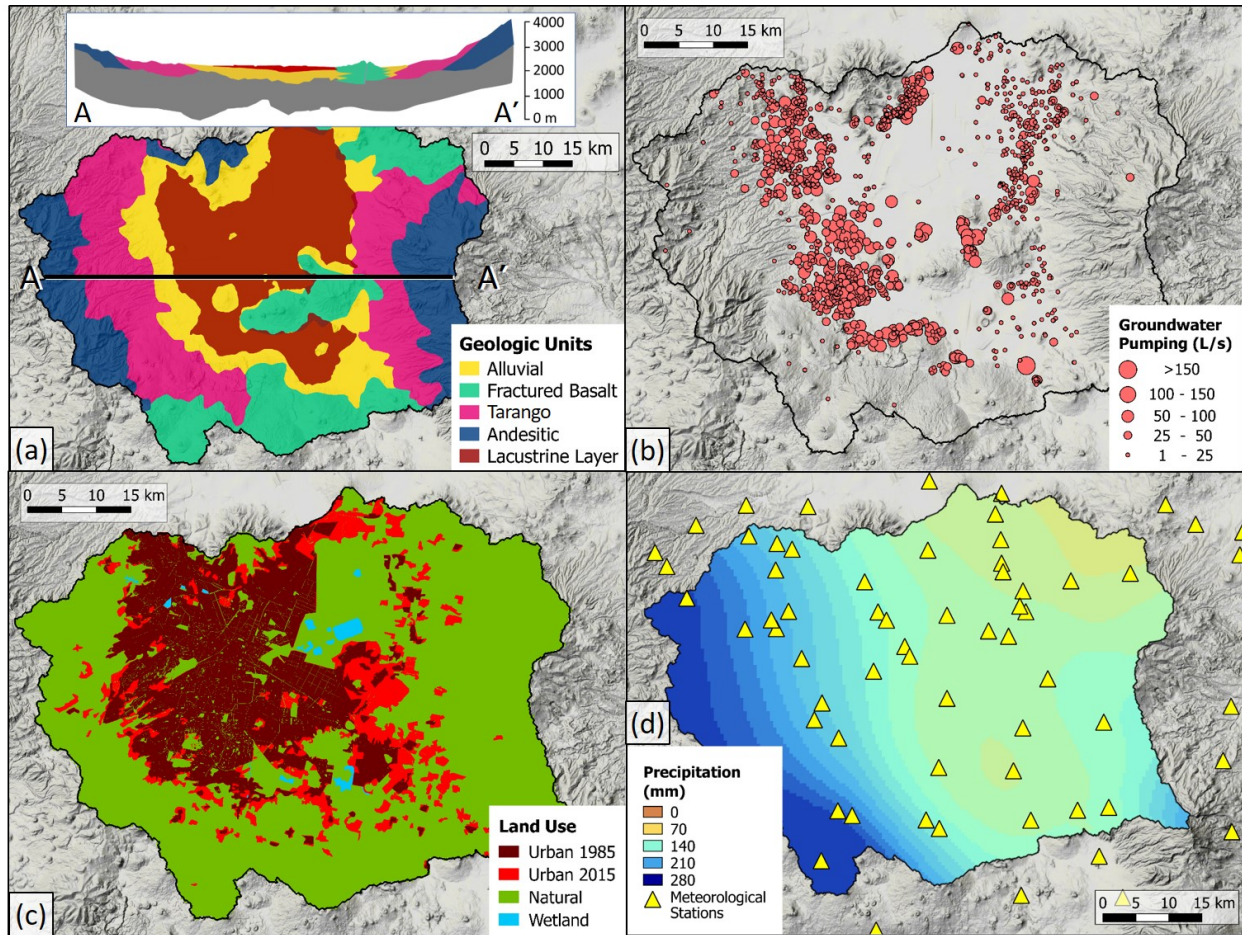 4000
3000
2000
1000
0 m
A A′
0 5 10 15 km
A A′
Geologic Units
Alluvial
Fractured Basalt
Tarango
Andesitic
Lacustrine Layer
(a)
0 5 10 15 km
Groundwater
Pumping (L/s)
>150
100 - 150
50 - 100
25 - 50
1 - 25
(b)
0 5 10 15 km
Land Use
Urban 1985
Urban 2015
Natural
Wetland
(c)
(d)
Precipitation
(mm)
0
70
140
210
280
Meteorological
Stations
0 5 10 15 km